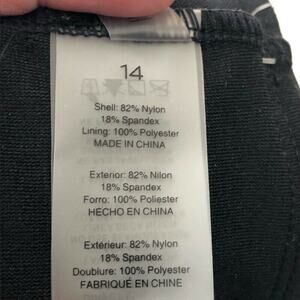 14
Shell: 82% Nylon
18% Spandex
Lining: 100% Polyester
MADE IN CHINA
Exterior: 82% Nilon
18% Spandex
Forro: 100% Poliester
HECHO EN CHINA
Extérieur: 82% Nylon
18% Spandex
Doublure: 100% Polyester
FABRIQUÉ EN CHINE